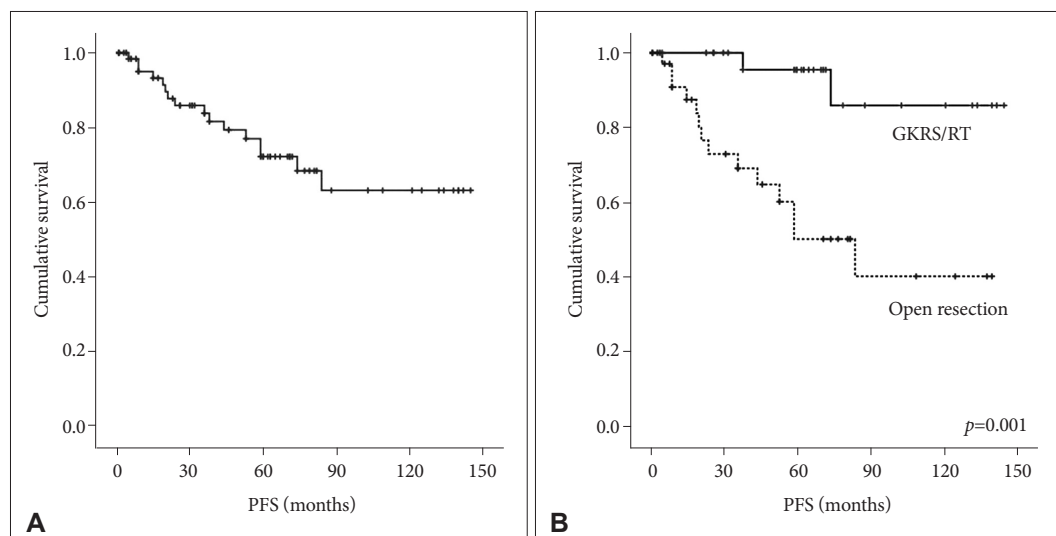 1.0
0.8
0.6
0.4
0.2
0.0
Cumulative survival
0 30 60 90 120 150
PFS (months)
A
1.0
0.8
0.6
0.4
0.2
0.0
Cumulative survival
GKRS/RT
Open resection
p=0.001
0 30 60 90 120 150
PFS (months)
B